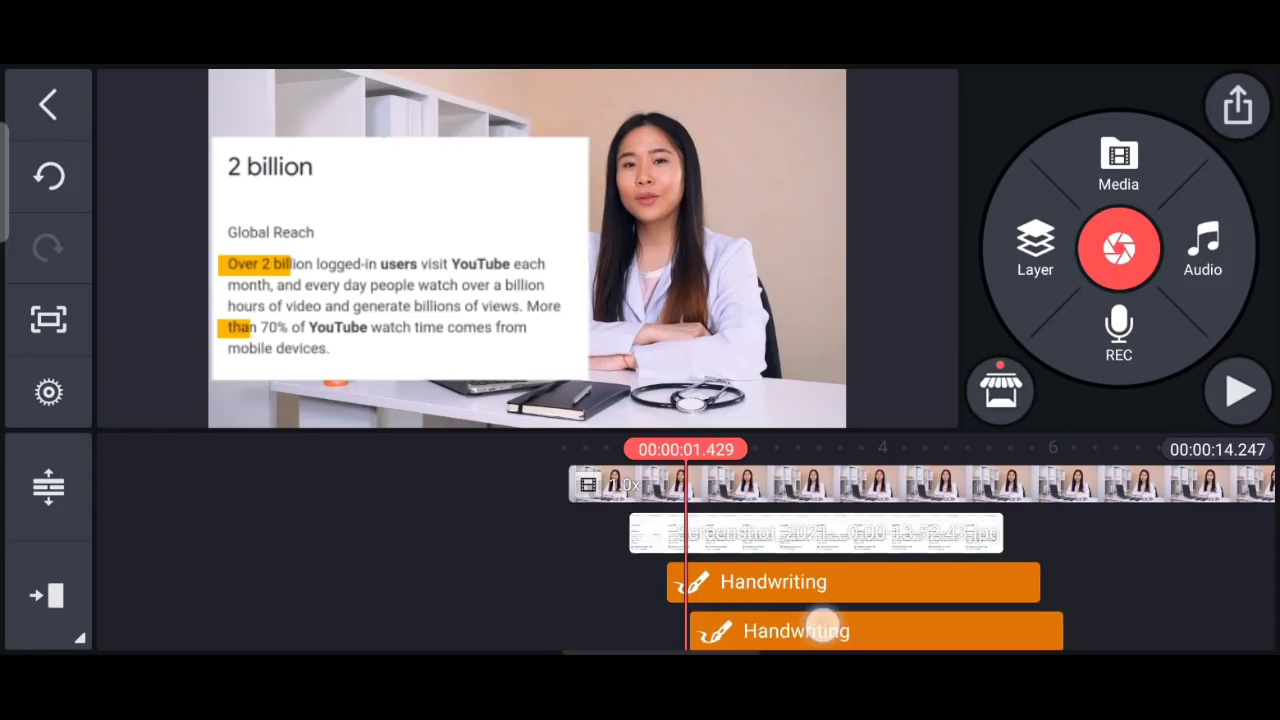 2 billion
Global Reach
Over 2 billion logged-in users visit YouTube each
month, and every day people watch over a billion
hours of video and generate billions of views. More
than 70% of YouTube watch time comes from
mobile devices.
Media
Layer
Audio
REC
00:00:01.429
4
6
00:00:14.247
1.0x
Handwriting
Handwriting